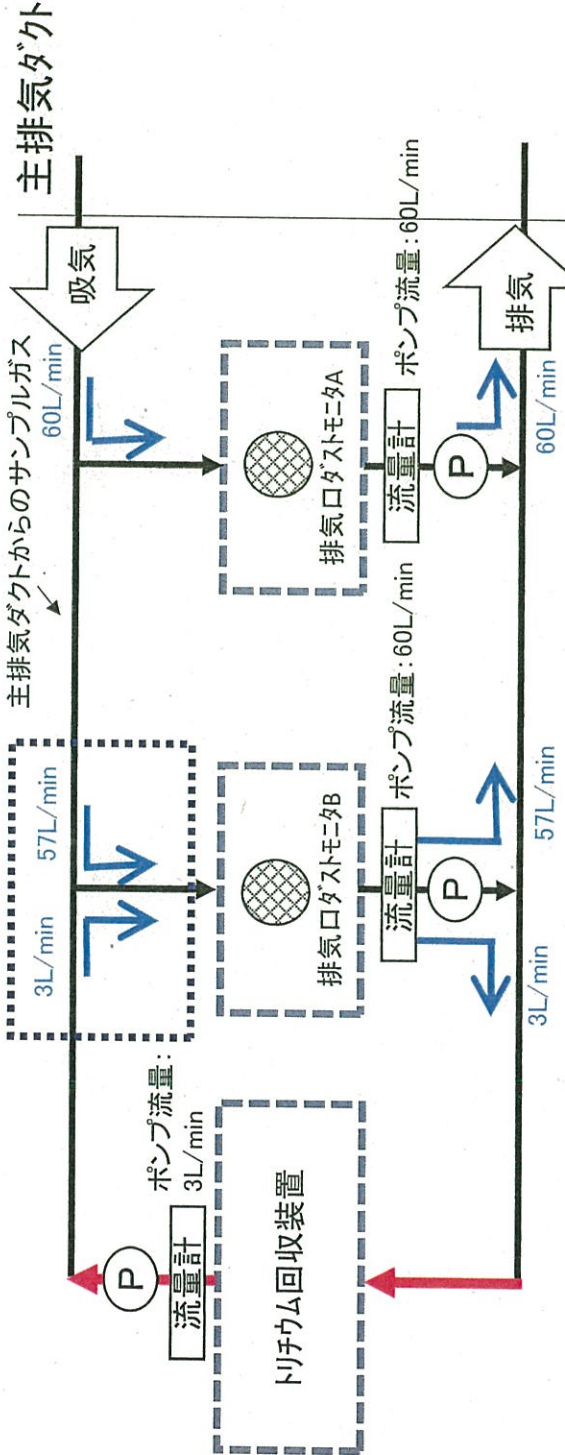 主排気ダクト
吸気
主排気ダクトからのサンプルガス
60L/min
57L/min
3L/min
排気口ダストモニタA
流量計
ポンプ流量:60L/min
P
排気口ダストモニタB
流量計
ポンプ流量:60L/min
P
トリチウム回収装置
流量計
ポンプ流量:
3L/min
P
排気
60L/min
57L/min
3L/min